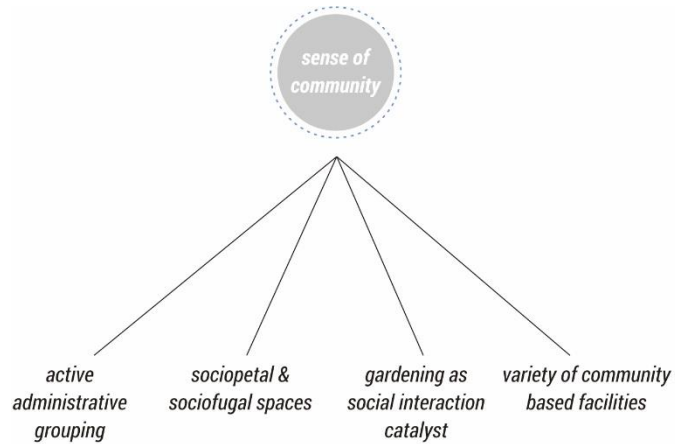 sense of
community
active
administrative
grouping
sociopetal &
sociofugal spaces
gardening as
social interaction
catalyst
variety of community
based facilities